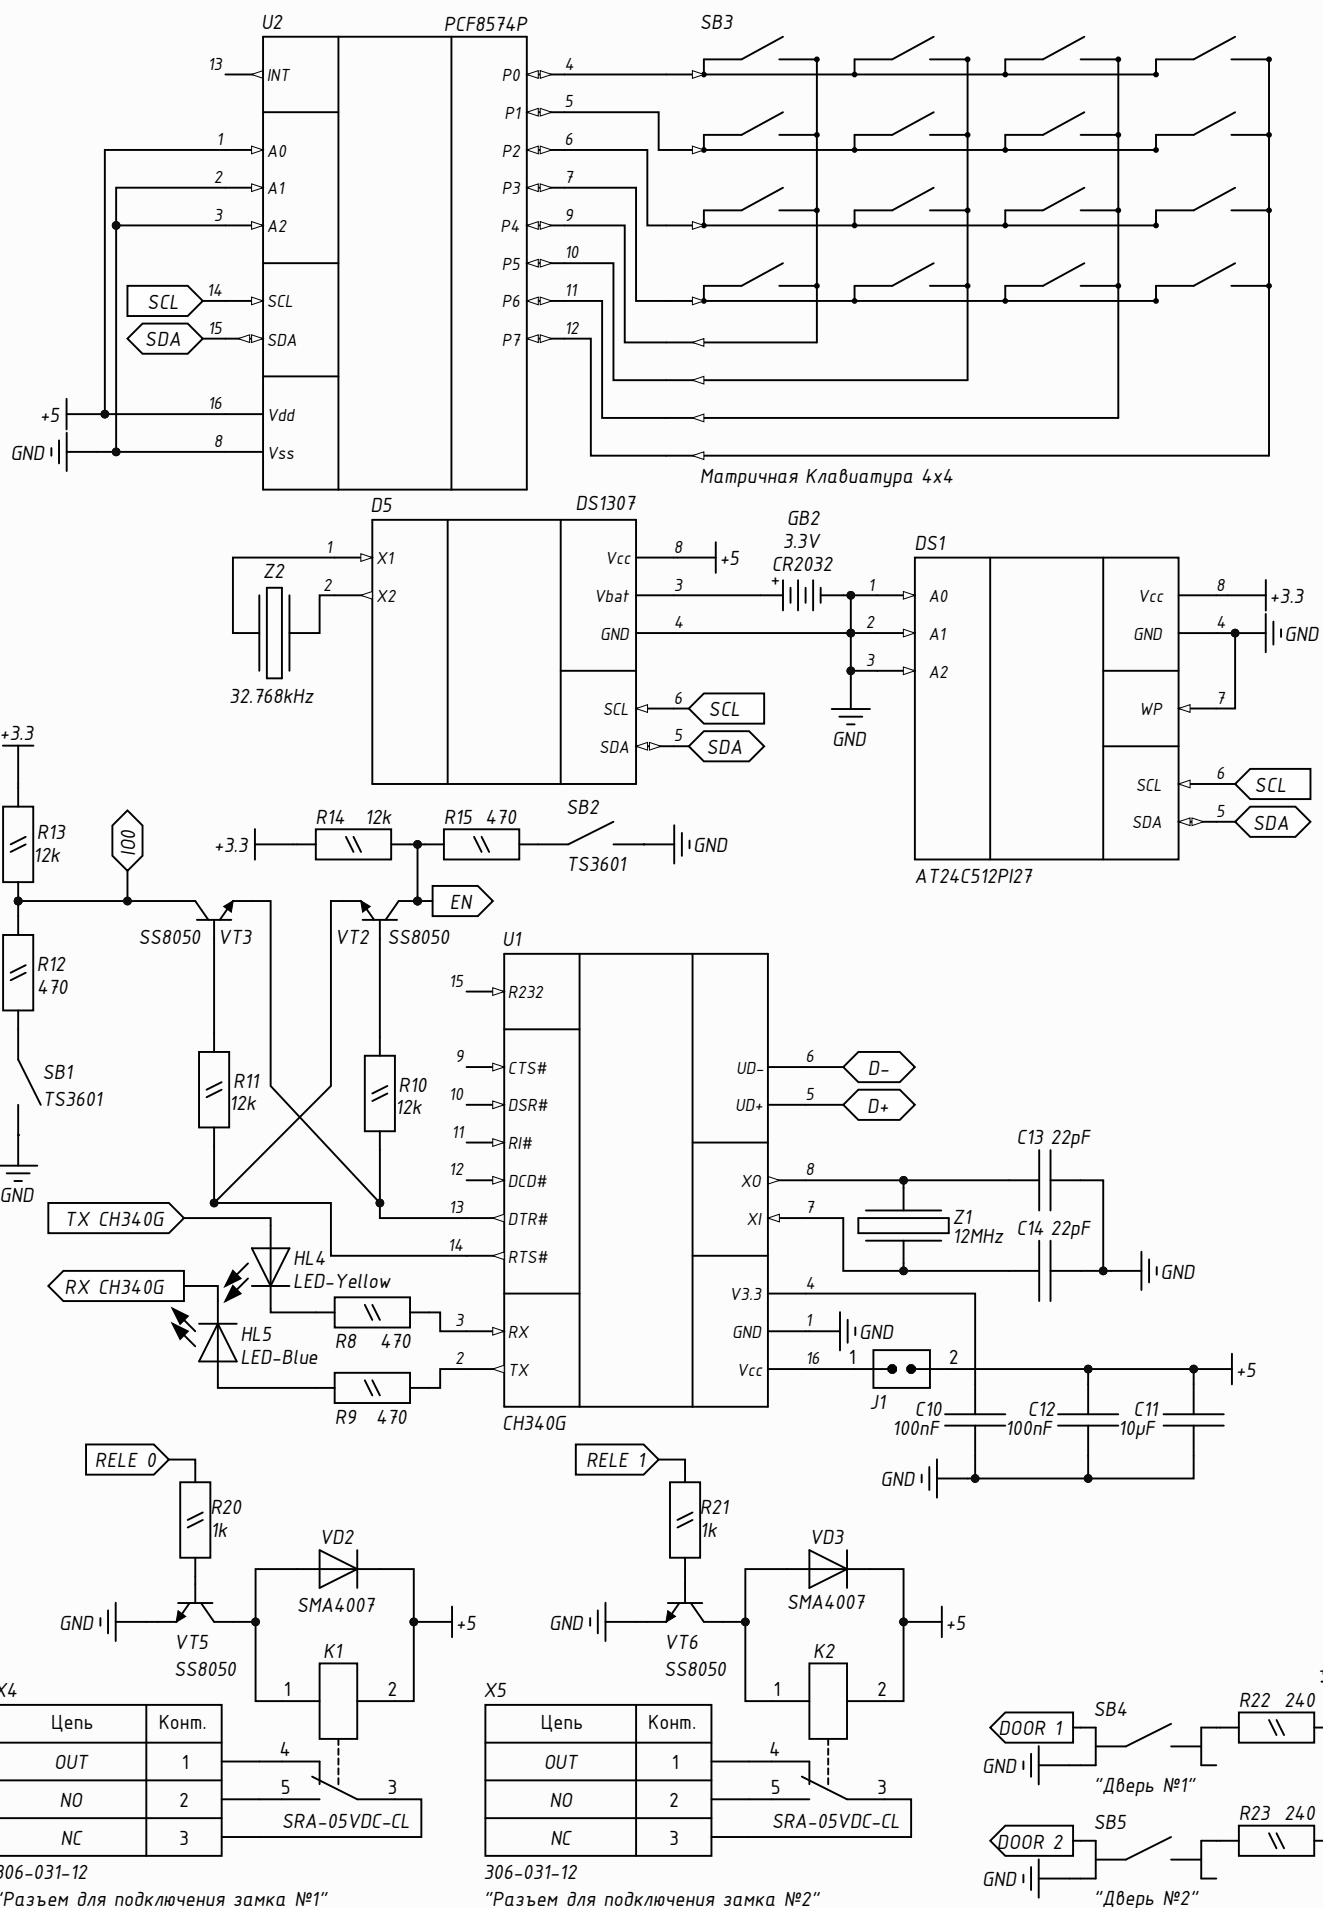 U2 PCF8574P SB3
13 INT P0 4
P1 5
1 A0 P2 6
2 A1 P3 7
3 A2 P4 9
P5 10
SCL 14 SCL P6 11
SDA 15 SDA P7 12
+5 16 Vdd
GND 8 Vss
Матричная Клавиатура 4x4
D5 DS1307
GB2
3.3V
CR2032
DS1
1 X1 Vcc 8 +5
Z2 2 X2 Vbat 3 1 A0 Vcc 8 +3.3
GND 4 2 A1 GND 4 GND
3 A2
32.768kHz
SCL 6 SCL WP 7
SDA 5 SDA GND
SCL 6 SCL
SDA 5 SDA
AT24C512PI27
+3.3
R13
12k
IO0
R14 12k R15 470 SB2
+3.3 GND
TS3601
EN
SS8050 VT3 VT2 SS8050
R12
470
SB1
TS3601
GND
R11
12k
R10
12k
U1
15 R232
9 CTS# UD- 6 D-
10 DSR# UD+ 5 D+
11 RI#
12 DCD# XO 8
13 DTR# XI 7
14 RTS#
V3.3 4
3 RX GND 1 GND
2 TX Vcc 16 1 2 +5
CH340G
C13 22pF
Z1
12MHz
C14 22pF
GND
J1
C10
100nF
C12
100nF
C11
10µF
GND
TX CH340G
HL4
LED-Yellow
RX CH340G
HL5
LED-Blue
R8 470
R9 470
RELE 0 RELE 1
R20
1k
R21
1k
VD2 VD3
SMA4007 SMA4007
GND +5 GND +5
VT5 VT6
SS8050 SS8050
K1 K2
1 2 1 2
X4 X5
Цепь Конт. Цепь Конт.
OUT 1 4 OUT 1 4
NO 2 5 3 NO 2 5 3
NC 3 NC 3
SRA-05VDC-CL SRA-05VDC-CL
306-031-12 306-031-12
"Разъем для подключения замка №1" "Разъем для подключения замка №2"
DOOR 1 SB4 R22 240
GND
"Дверь №1"
DOOR 2 SB5 R23 240
GND
"Дверь №2"